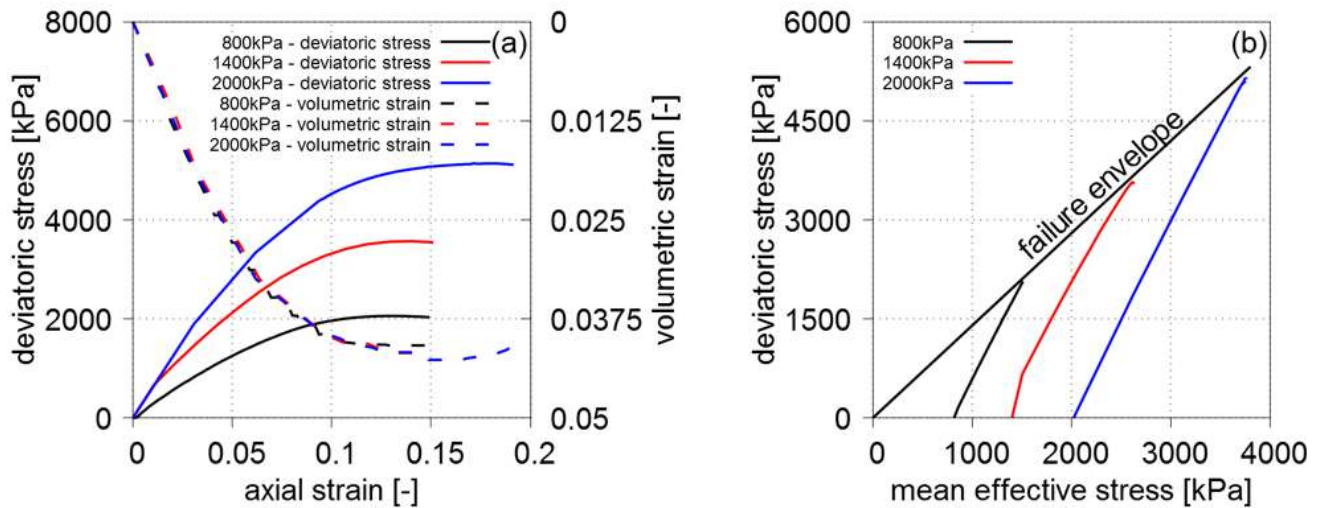 8000
6000
4000
2000
0
deviatoric stress [kPa]
0
0.05
0.1
0.15
0.2
axial strain [-]
0
0.0125
0.025
0.0375
0.05
volumetric strain [-]
(a)
800kPa - deviatoric stress
1400kPa - deviatoric stress
2000kPa - deviatoric stress
800kPa - volumetric strain
1400kPa - volumetric strain
2000kPa - volumetric strain
6000
4500
3000
1500
0
deviatoric stress [kPa]
0
1000
2000
3000
4000
mean effective stress [kPa]
(b)
800kPa
1400kPa
2000kPa
failure envelope